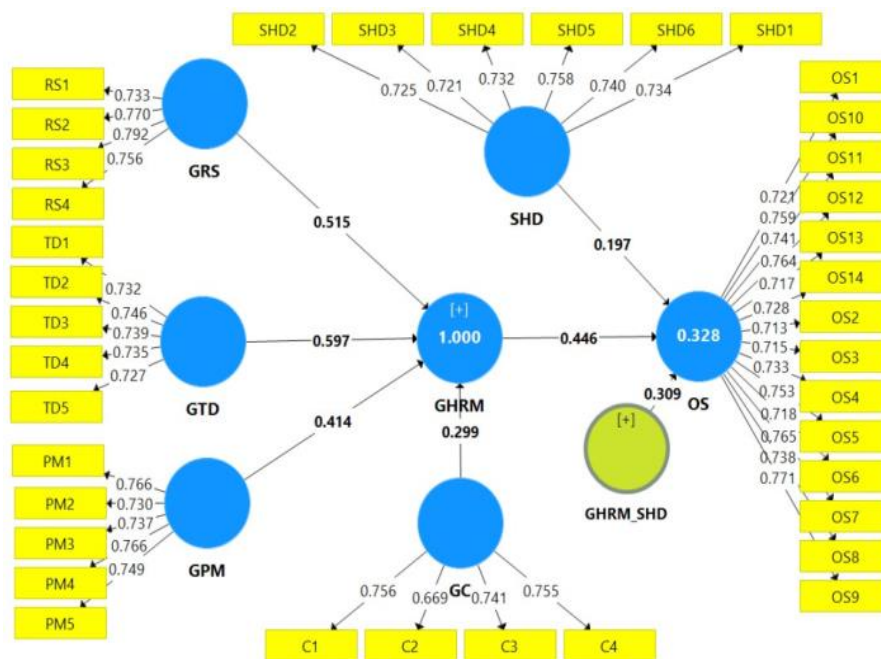 SHD2 SHD3 SHD4 SHD5 SHD6 SHD1
0.725 0.721 0.732 0.758 0.740 0.734
SHD
RS1
RS2
RS3
RS4
0.733
0.770
0.792
0.756
GRS
0.515
TD1
TD2
TD3
TD4
TD5
0.732
0.746
0.739
0.735
0.727
GTD
0.597
PM1
PM2
PM3
PM4
PM5
0.766
0.730
0.737
0.766
0.749
GPM
0.414
[+]
1.000
GHRM
0.299
0.446
0.197
0.328
OS
0.309
[+]
GHRM_SHD
GC
0.756 0.669 0.741 0.755
C1 C2 C3 C4
0.721
0.759
0.741
0.764
0.717
0.728
0.713
0.715
0.733
0.753
0.718
0.765
0.738
0.771
OS1
OS10
OS11
OS12
OS13
OS14
OS2
OS3
OS4
OS5
OS6
OS7
OS8
OS9